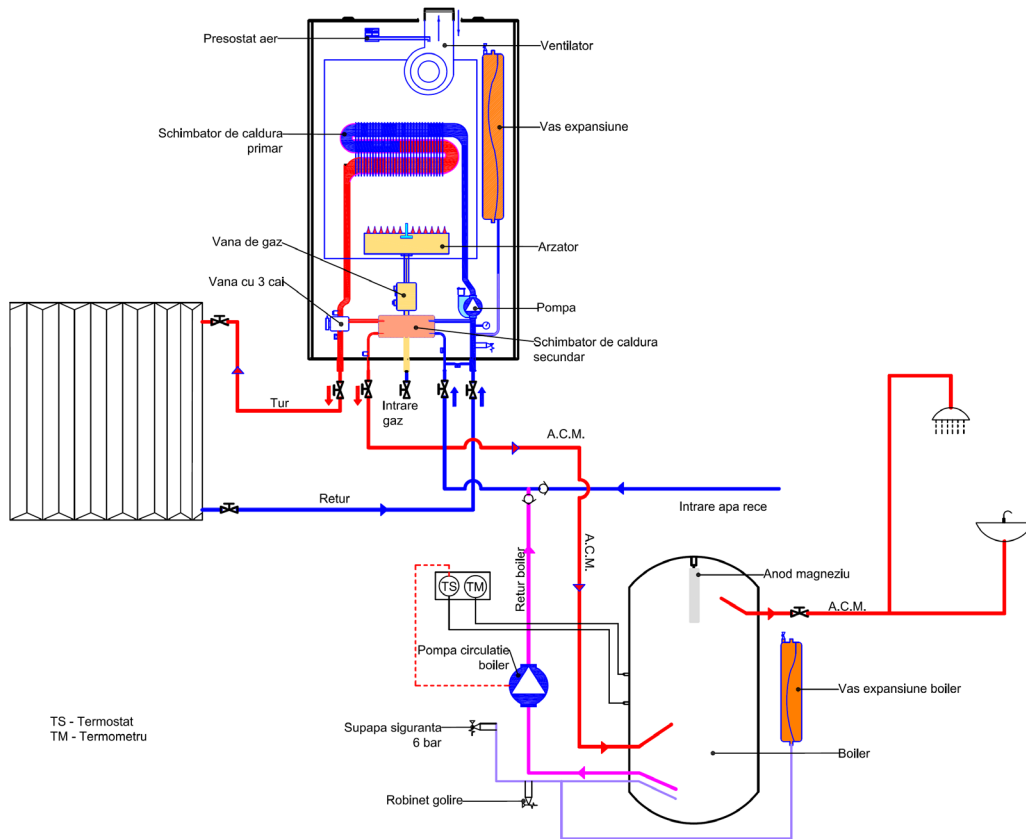 Presostat aer
Ventilator
Schimbator de caldura
primar
Vas expansiune
Vana de gaz
Arzator
Vana cu 3 cai
Pompa
Schimbator de caldura
secundar
Tur
Intrare
gaz
A.C.M.
Retur
Intrare apa rece
A.C.M.
Retur boiler
TS
TM
Anod magneziu
A.C.M.
Pompa circulatie
boiler
Vas expansiune boiler
TS - Termostat
TM - Termometru
Supapa siguranta
6 bar
Boiler
Robinet golire